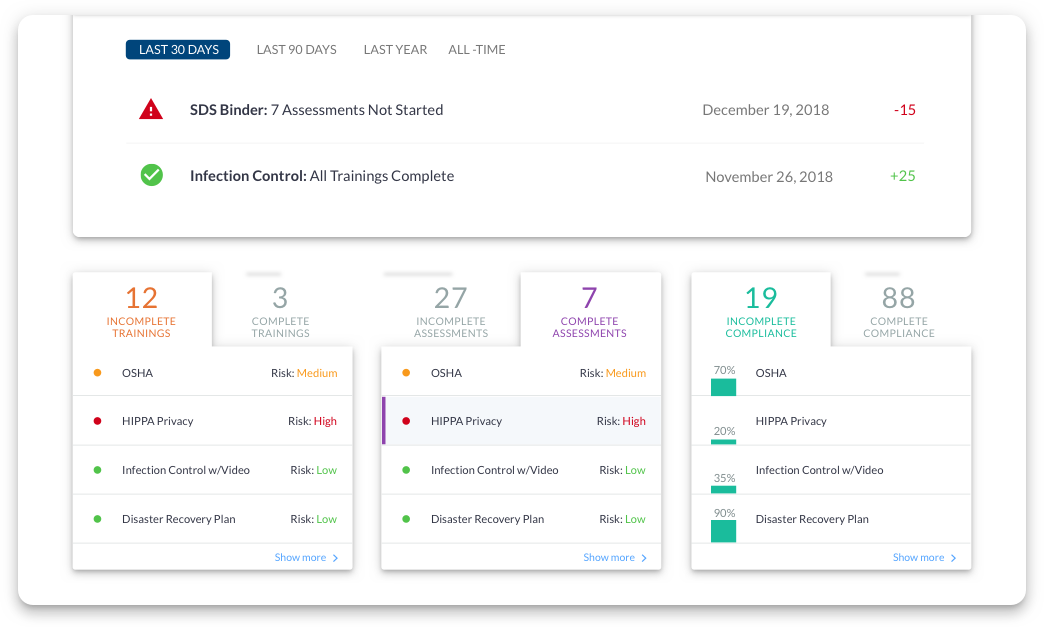 LAST 30 DAYS LAST 90 DAYS LAST YEAR ALL -TIME
SDS Binder: 7 Assessments Not Started December 19, 2018 -15
Infection Control: All Trainings Complete November 26, 2018 +25
12
INCOMPLETE
TRAININGS
3
COMPLETE
TRAININGS
OSHA Risk: Medium
HIPPA Privacy Risk: High
Infection Control w/Video Risk: Low
Disaster Recovery Plan Risk: Low
Show more
27
INCOMPLETE
ASSESSMENTS
7
COMPLETE
ASSESSMENTS
OSHA Risk: Medium
HIPPA Privacy Risk: High
Infection Control w/Video Risk: Low
Disaster Recovery Plan Risk: Low
Show more
19
INCOMPLETE
COMPLIANCE
88
COMPLETE
COMPLIANCE
70% OSHA
20% HIPPA Privacy
35% Infection Control w/Video
90% Disaster Recovery Plan
Show more